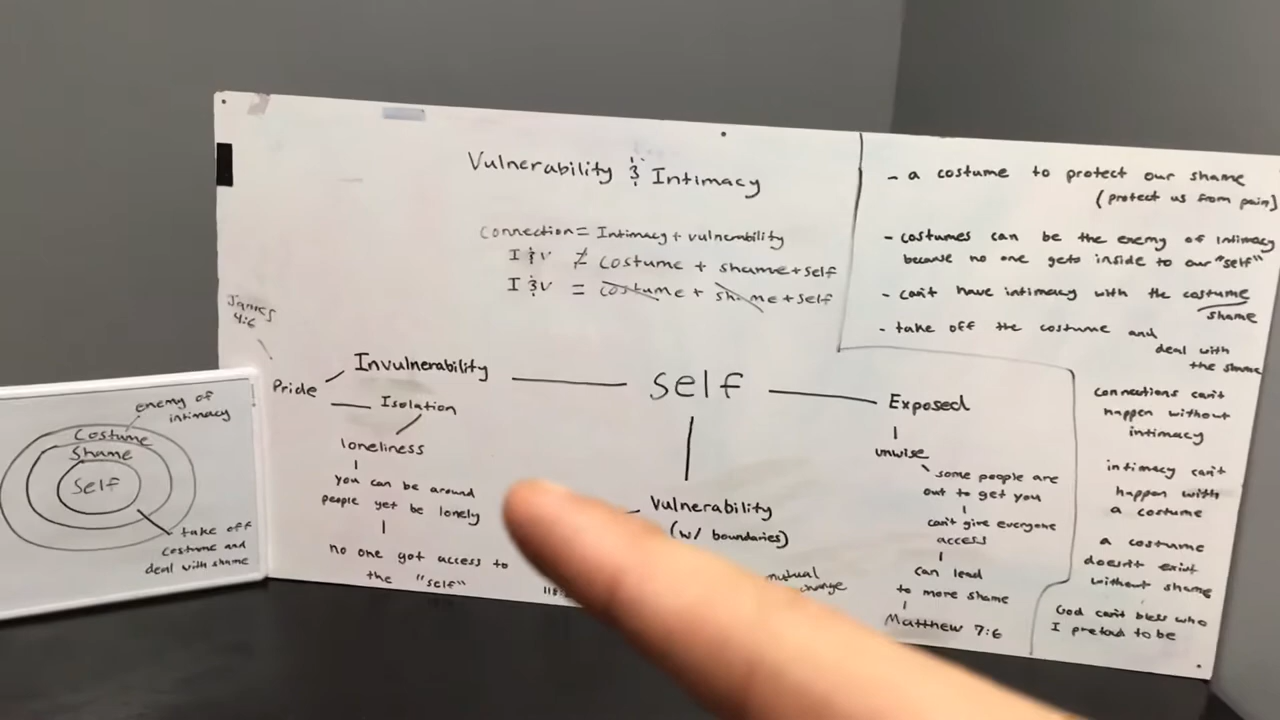 Vulnerability & Intimacy
Connection = Intimacy + vulnerability
I & V ≠ costume + shame + self
I & V = costume + shame + self
James
4:6
Pride
Invulnerability
Isolation
loneliness
you can be around
people yet be lonely
no one got access to
the "self"
self
Vulnerability
(w/ boundaries)
mutual
Exposed
unwise
some people are
out to get you
can't give everyone
access
can lead
to more shame
Matthew 7:6
- a costume to protect our shame
(protect us from pain)
- costumes can be the enemy of intimacy
because no one gets inside to our "self"
- can't have intimacy with the costume
shame
- take off the costume and
deal with
the shame
connections can't
happen without
intimacy
intimacy can't
happen with
a costume
a costume
doesn't exist
without shame
God can't bless who
I pretend to be
enemy of
intimacy
Costume
Shame
Self
take off
costume and
deal with shame